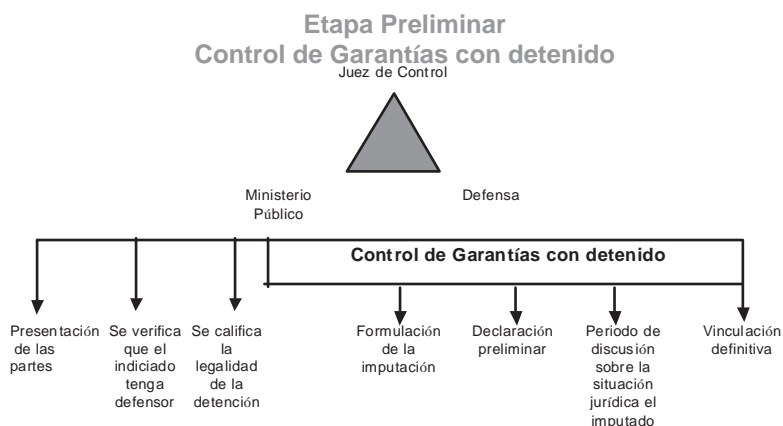 Etapa Preliminar
Control de Garantías con detenido
Juez de Control
Ministerio
Público
Defensa
Control de Garantías con detenido
Presentación
de las
partes
Se verifica
que el
indiciado
tenga
defensor
Se califica
la
legalidad
de la
detención
Formulación
de la
imputación
Declaración
preliminar
Periodo de
discusión
sobre la
situación
jurídica el
imputado
Vinculación
definitiva